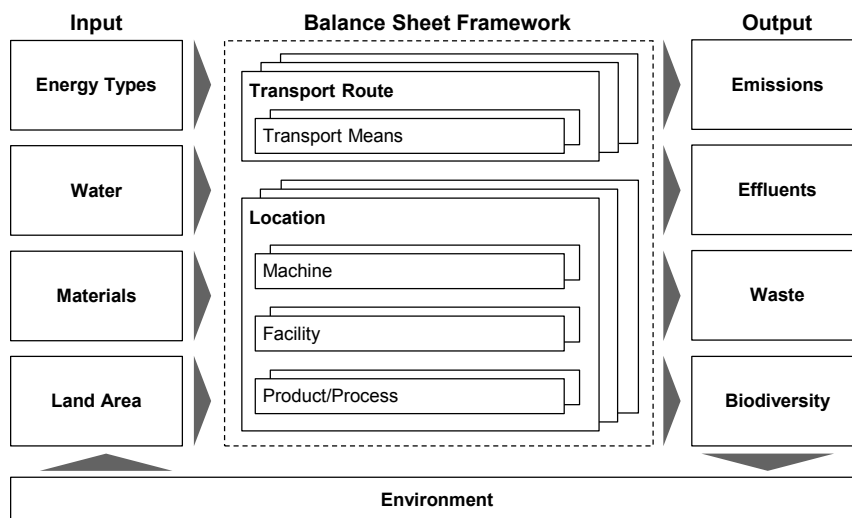 Input
Balance Sheet Framework
Output
Energy Types
Transport Route
Transport Means
Emissions
Water
Effluents
Location
Machine
Materials
Waste
Facility
Product/Process
Land Area
Biodiversity
Environment